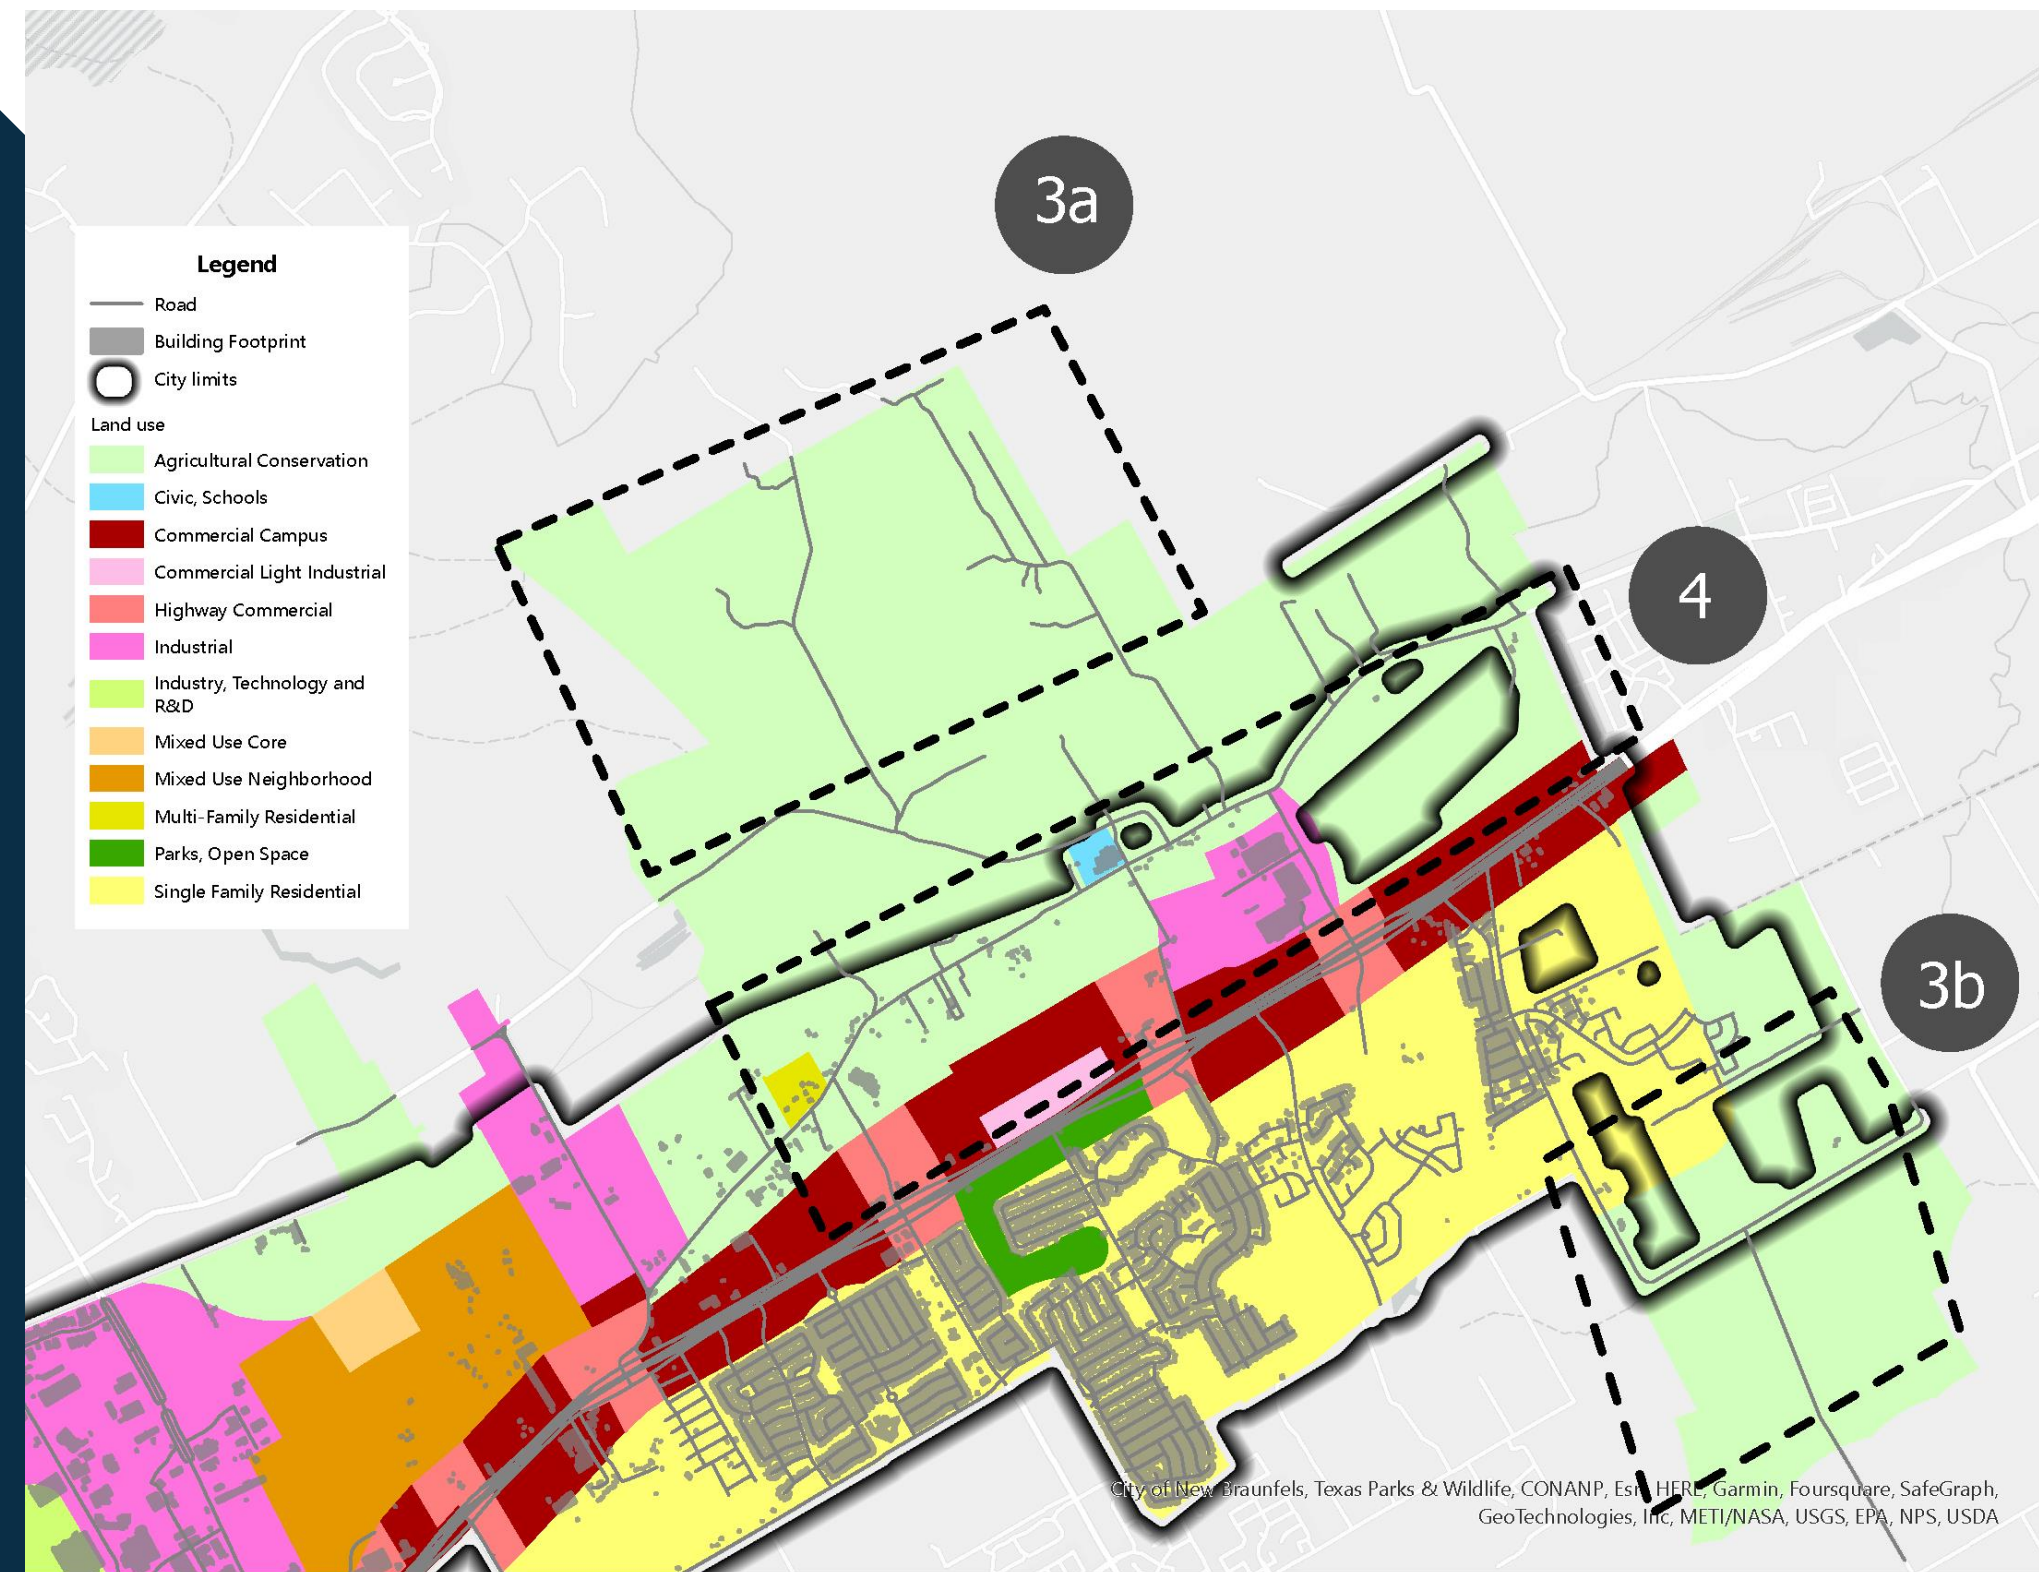 3a
Legend
Road
Building Footprint
City limits
Land use
Agricultural Conservation
Civic, Schools
Commercial Campus
Commercial Light Industrial
Highway Commercial
Industrial
Industry, Technology and
R&D
Mixed Use Core
Mixed Use Neighborhood
Multi-Family Residential
Parks, Open Space
Single Family Residential
4
3b
City of New Braunfels, Texas Parks & Wildlife, CONANP, Esri, HERE, Garmin, Foursquare, SafeGraph,
GeoTechnologies, Inc, METI/NASA, USGS, EPA, NPS, USDA